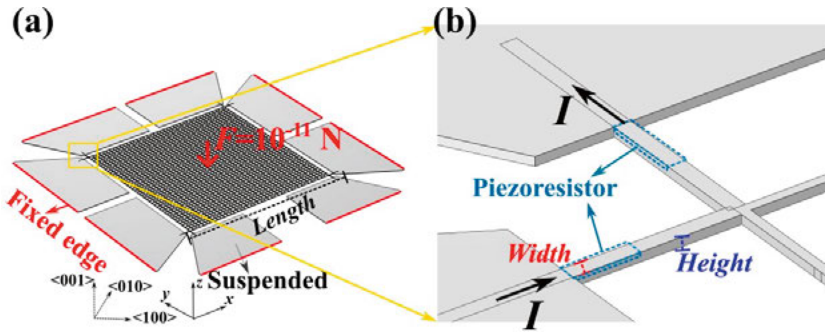 (a)
(b)
F=10⁻¹¹ N
Length
Fixed edge
Suspended
<001>
<010>
<100>
z
y
x
I
Piezoresistor
Width
Height
I